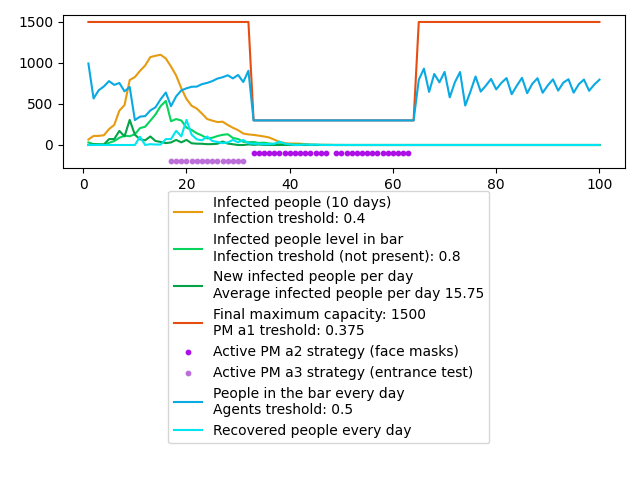 1500
1000
500
0
0
20
40
60
80
100
Infected people (10 days)
Infection treshold: 0.4
Infected people level in bar
Infection treshold (not present): 0.8
New infected people per day
Average infected people per day 15.75
Final maximum capacity: 1500
PM a1 treshold: 0.375
Active PM a2 strategy (face masks)
Active PM a3 strategy (entrance test)
People in the bar every day
Agents treshold: 0.5
Recovered people every day